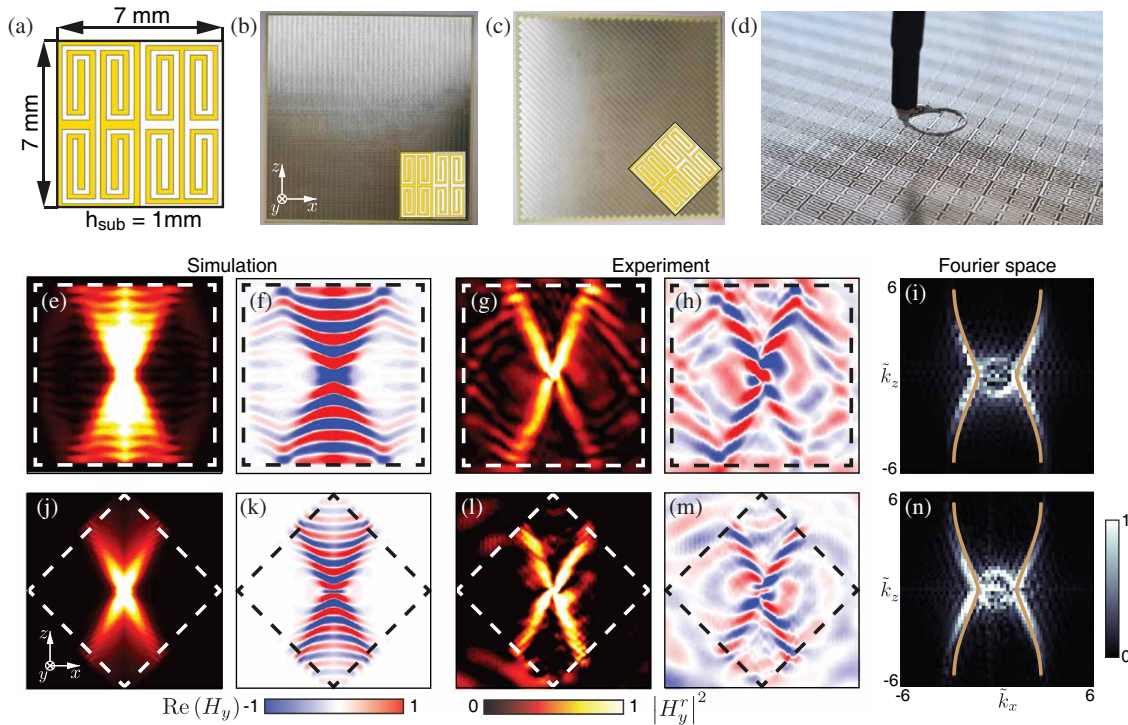 (a) 7 mm (b) (c) (d)
7 mm
z
y x
h_sub = 1mm
Simulation Experiment Fourier space
(e) (f) (g) (h) (i)
6
k̃_z
-6
(j) (k) (l) (m) (n)
6 1
k̃_z
z
y x
-6 0
-6 k̃_x 6
Re (H_y) -1 1 0 1 |H_y^r|^2